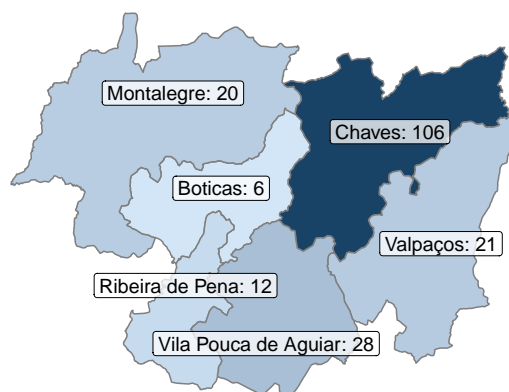 Montalegre: 20
Chaves: 106
Boticas: 6
Valpaços: 21
Ribeira de Pena: 12
Vila Pouca de Aguiar: 28